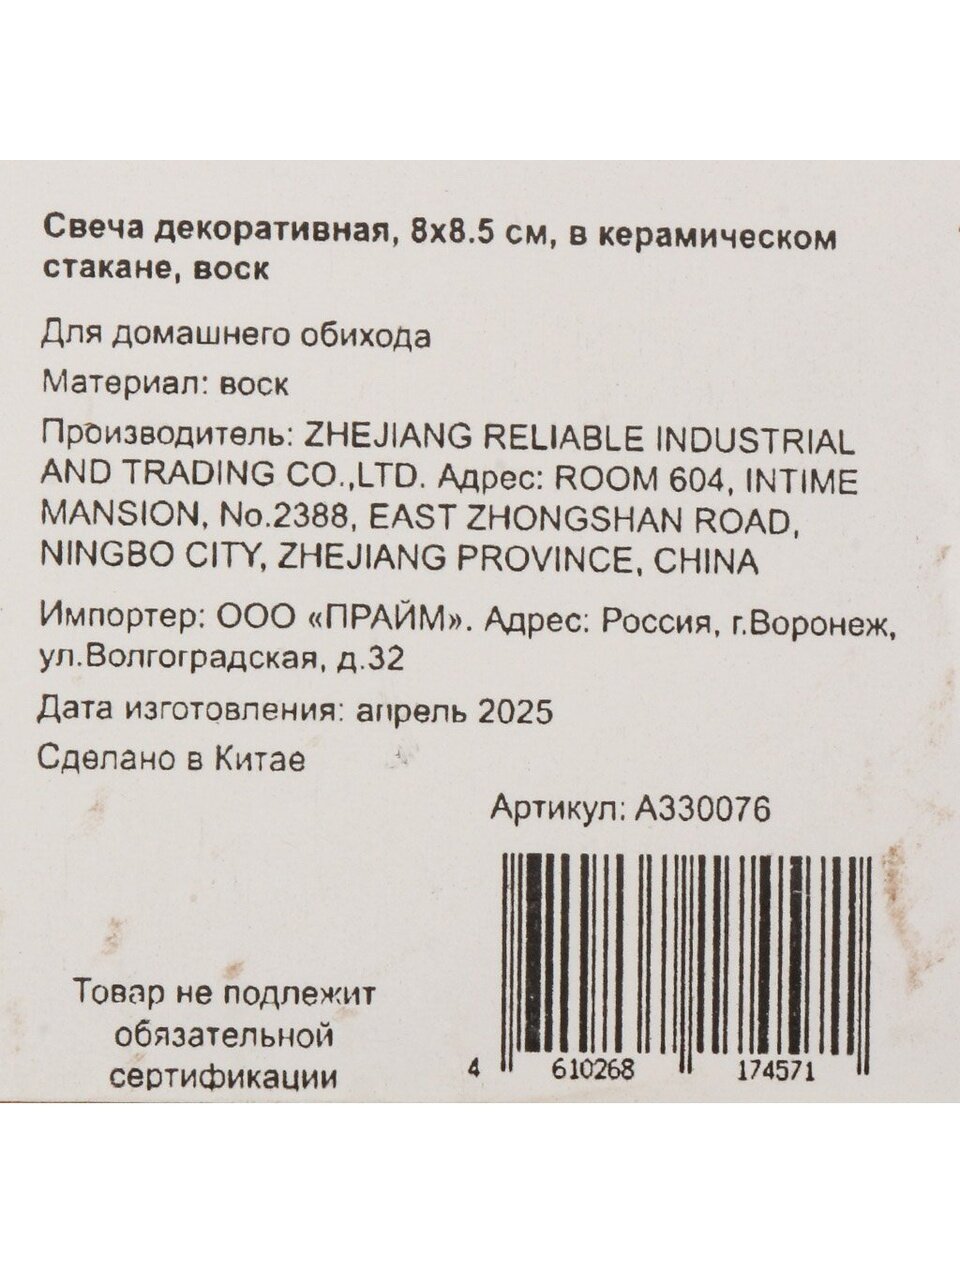 Свеча декоративная, 8x8.5 см, в керамическом
стакане, воск
Для домашнего обихода
Материал: воск
Производитель: ZHEJIANG RELIABLE INDUSTRIAL
AND TRADING CO.,LTD. Адрес: ROOM 604, INTIME
MANSION, No.2388, EAST ZHONGSHAN ROAD,
NINGBO CITY, ZHEJIANG PROVINCE, CHINA
Импортер: ООО «ПРАЙМ». Адрес: Россия, г.Воронеж,
ул.Волгоградская, д.32
Дата изготовления: апрель 2025
Сделано в Китае
Артикул: A330076
Товар не подлежит
обязательной
сертификации
4 610268 174571